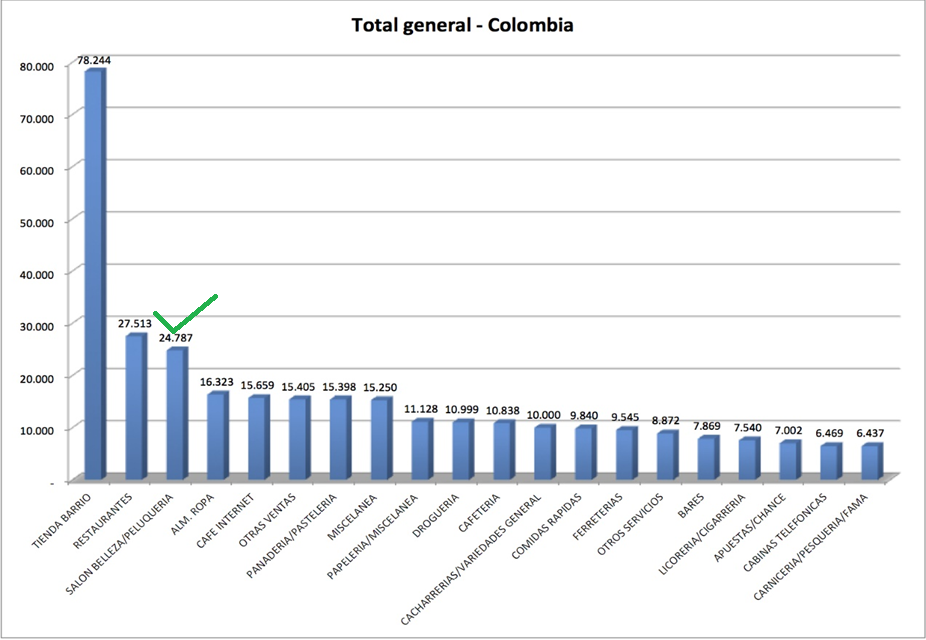 Total general - Colombia
80.000
70.000
60.000
50.000
40.000
30.000
20.000
10.000
-
78.244
27.513
24.787
16.323
15.659
15.405
15.398
15.250
11.128
10.999
10.838
10.000
9.840
9.545
8.872
7.869
7.540
7.002
6.469
6.437
TIENDA BARRIO
RESTAURANTES
SALON BELLEZA/PELUQUERIA
ALM. ROPA
CAFE INTERNET
OTRAS VENTAS
PANADERIA/PASTELERIA
MISCELANEA
PAPELERIA/MISCELANEA
DROGUERIA
CAFETERIA
CACHARRERIAS/VARIEDADES GENERAL
COMIDAS RAPIDAS
FERRETERIAS
OTROS SERVICIOS
BARES
LICORERIA/CIGARRERIA
APUESTAS/CHANCE
CABINAS TELEFONICAS
CARNICERIA/PESQUERIA/FAMA